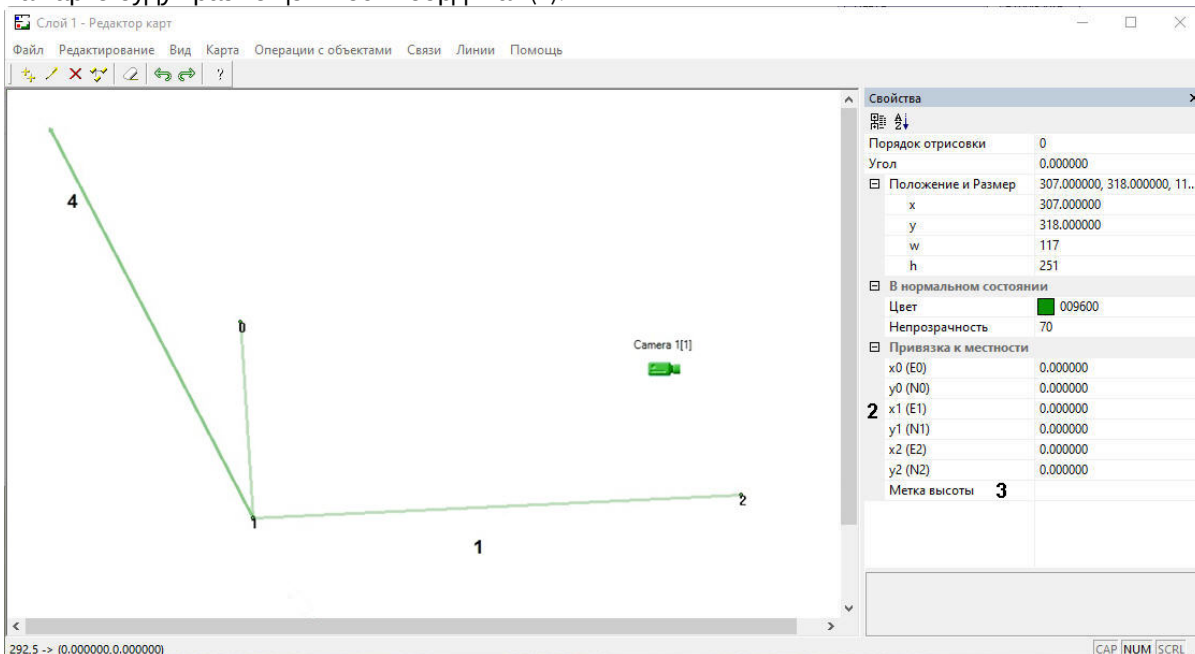 Слой 1 - Редактор карт
Файл Редактирование Вид Карта Операции с объектами Связи Линии Помощь
?
Свойства
Порядок отрисовки 0
Угол 0.000000
Положение и Размер 307.000000, 318.000000, 11...
x 307.000000
y 318.000000
w 117
h 251
В нормальном состоянии
Цвет 009600
Непрозрачность 70
Привязка к местности
x0 (E0) 0.000000
y0 (N0) 0.000000
2 x1 (E1) 0.000000
y1 (N1) 0.000000
x2 (E2) 0.000000
y2 (N2) 0.000000
Метка высоты 3
4
0
Camera 1[1]
1
2
1
292.5 -> (0.000000,0.000000)
CAP NUM SCRL